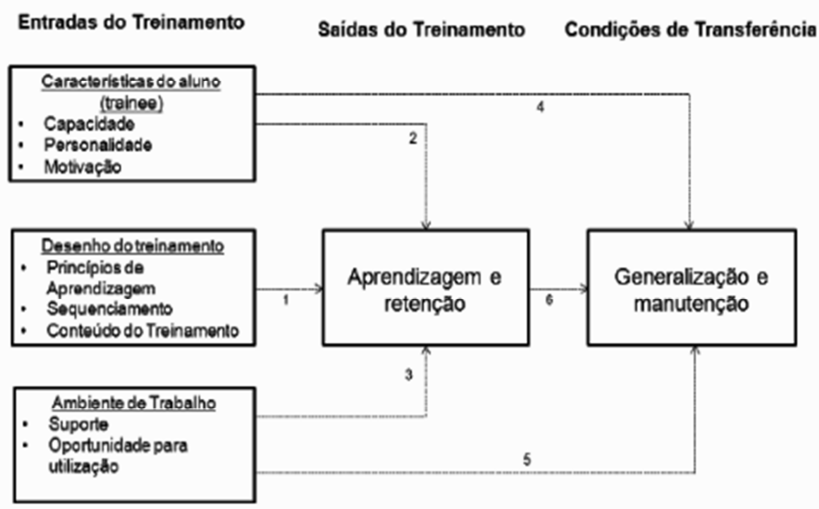 Entradas do Treinamento
Saídas do Treinamento
Condições de Transferência
Características do aluno
(trainee)
• Capacidade
• Personalidade
• Motivação
4
2
Desenho do treinamento
• Princípios de
Aprendizagem
• Sequenciamento
• Conteúdo do Treinamento
1
Aprendizagem e
retenção
6
Generalização e
manutenção
3
Ambiente de Trabalho
• Suporte
• Oportunidade para
utilização
5